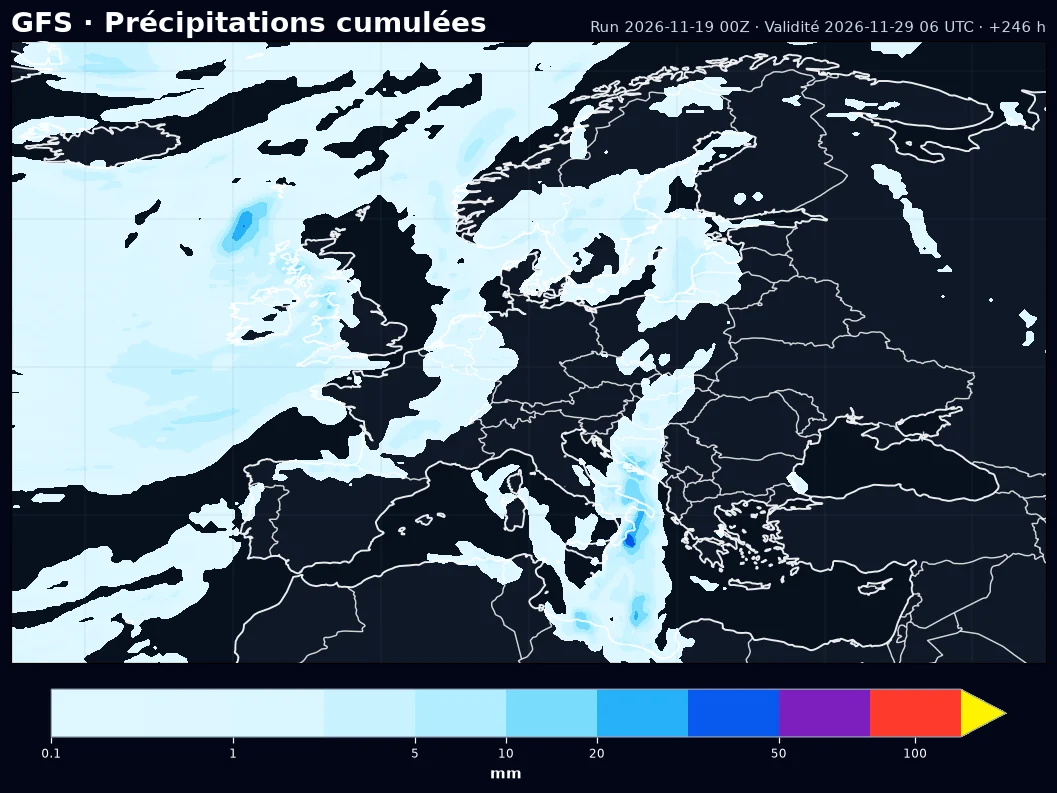 GFS · Précipitations cumulées
Run 2026-11-19 00Z · Validité 2026-11-29 06 UTC · +246 h
0.1 1 5 10 20 50 100
mm